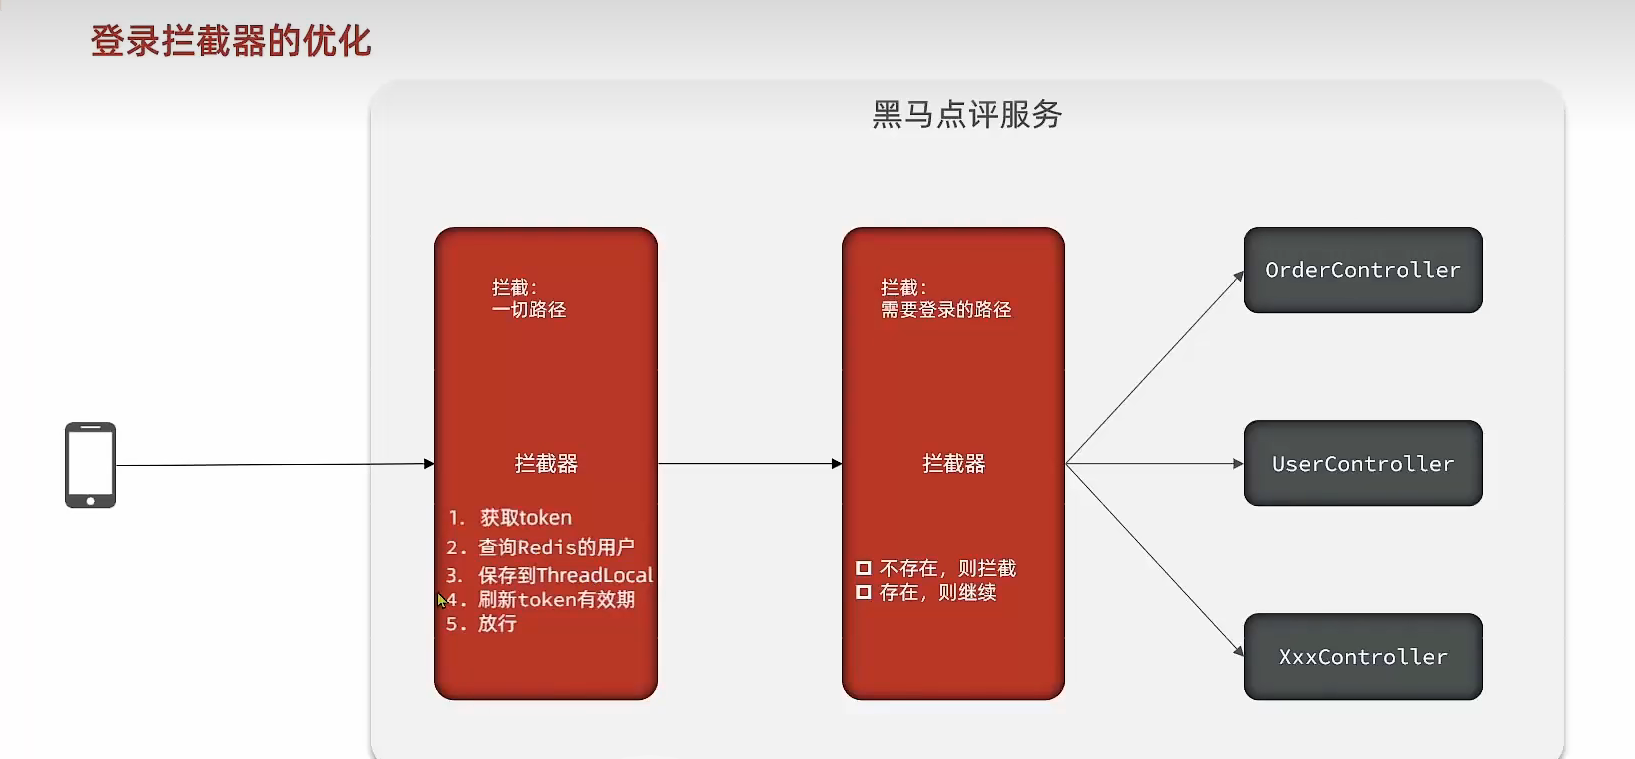 登录拦截器的优化
黑马点评服务
拦截：
一切路径
拦截器
1. 获取token
2. 查询Redis的用户
3. 保存到ThreadLocal
4. 刷新token有效期
5. 放行
拦截：
需要登录的路径
拦截器
不存在，则拦截
存在，则继续
OrderController
UserController
XxxController